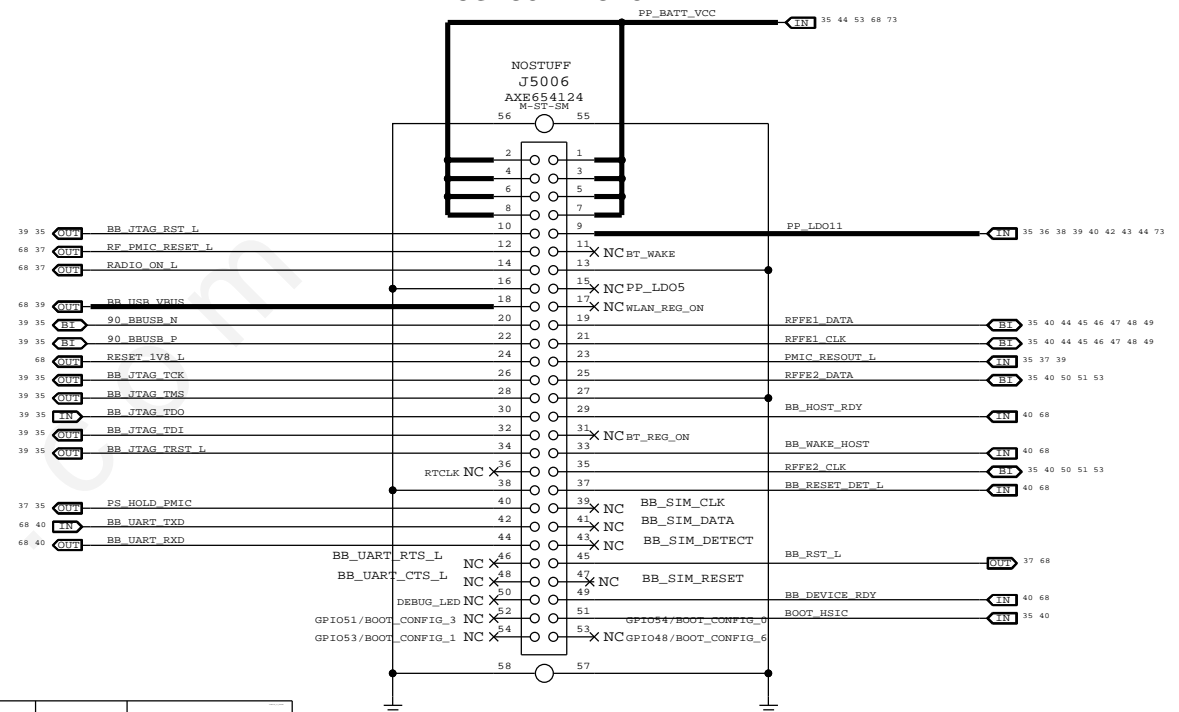 PP_BATT_VCC
IN 35 44 53 68 73
NOSTUFF
J5006
AXE654124
M-ST-SM
56 55
2 1
4 3
6 5
8 7
39 35 OUT BB_JTAG_RST_L 10 9 PP_LDO11 IN 35 36 38 39 40 42 43 44 73
68 37 OUT RF_PMIC_RESET_L 12 11 NC BT_WAKE
68 37 OUT RADIO_ON_L 14 13
16 15 NC PP_LDO5
68 39 OUT BB_USB_VBUS 18 17 NC WLAN_REG_ON
39 35 BI 90_BBUSB_N 20 19 RFFE1_DATA BI 35 40 44 45 46 47 48 49
39 35 BI 90_BBUSB_P 22 21 RFFE1_CLK BI 35 40 44 45 46 47 48 49
68 OUT RESET_1V8_L 24 23 PMIC_RESOUT_L IN 35 37 39
39 35 OUT BB_JTAG_TCK 26 25 RFFE2_DATA BI 35 40 50 51 53
39 35 OUT BB_JTAG_TMS 28 27
39 35 IN BB_JTAG_TDO 30 29 BB_HOST_RDY IN 40 68
39 35 OUT BB_JTAG_TDI 32 31 NC BT_REG_ON
39 35 OUT BB_JTAG_TRST_L 34 33 BB_WAKE_HOST IN 40 68
RTCLK NC 36 35 RFFE2_CLK BI 35 40 50 51 53
38 37 BB_RESET_DET_L IN 40 68
37 35 OUT PS_HOLD_PMIC 40 39 NC BB_SIM_CLK
68 40 IN BB_UART_TXD 42 41 NC BB_SIM_DATA
68 40 OUT BB_UART_RXD 44 43 NC BB_SIM_DETECT
BB_UART_RTS_L NC 46 45 BB_RST_L OUT 37 68
BB_UART_CTS_L NC 48 47 NC BB_SIM_RESET
DEBUG_LED NC 50 49 BB_DEVICE_RDY IN 40 68
GPIO51/BOOT_CONFIG_3 NC 52 51 GPIO54/BOOT_CONFIG_0 BOOT_HSIC IN 35 40
GPIO53/BOOT_CONFIG_1 NC 54 53 NC GPIO48/BOOT_CONFIG_6
58 57